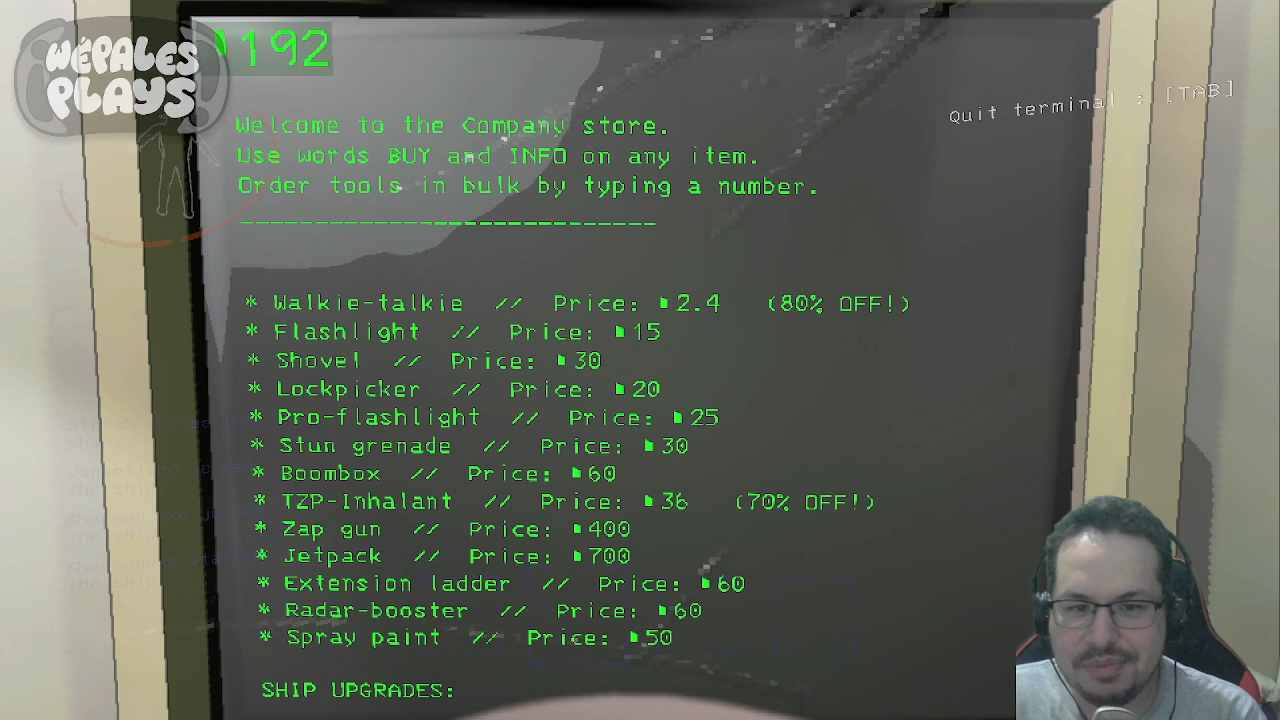 WÉPALES
PLAYS
192
Quit terminal : [TAB]
Welcome to the Company store.
Use words BUY and INFO on any item.
Order tools in bulk by typing a number.
____________________________
* Walkie-talkie // Price: 2.4 (80% OFF!)
* Flashlight // Price: 15
* Shovel // Price: 30
* Lockpicker // Price: 20
* Pro-flashlight // Price: 25
* Stun grenade // Price: 30
* Boombox // Price: 60
* TZP-Inhalant // Price: 36 (70% OFF!)
* Zap gun // Price: 400
* Jetpack // Price: 700
* Extension ladder // Price: 60
* Radar-booster // Price: 60
* Spray paint // Price: 50
SHIP UPGRADES: